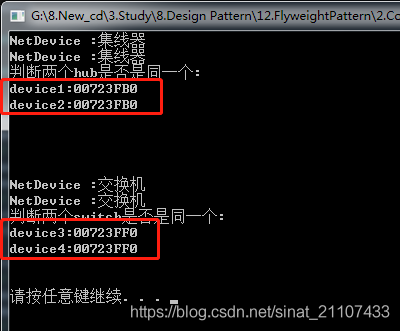 G:\8.New_cd\3.Study\8.Design Pattern\12.FlyweightPattern\2.Co
NetDevice :集线器
NetDevice :集线器
判断两个hub是否是同一个:
device1:00723FB0
device2:00723FB0
NetDevice :交换机
NetDevice :交换机
判断两个switch是否是同一个:
device3:00723FF0
device4:00723FF0
请按任意键继续. . .
https://blog.csdn.net/sinat_21107433